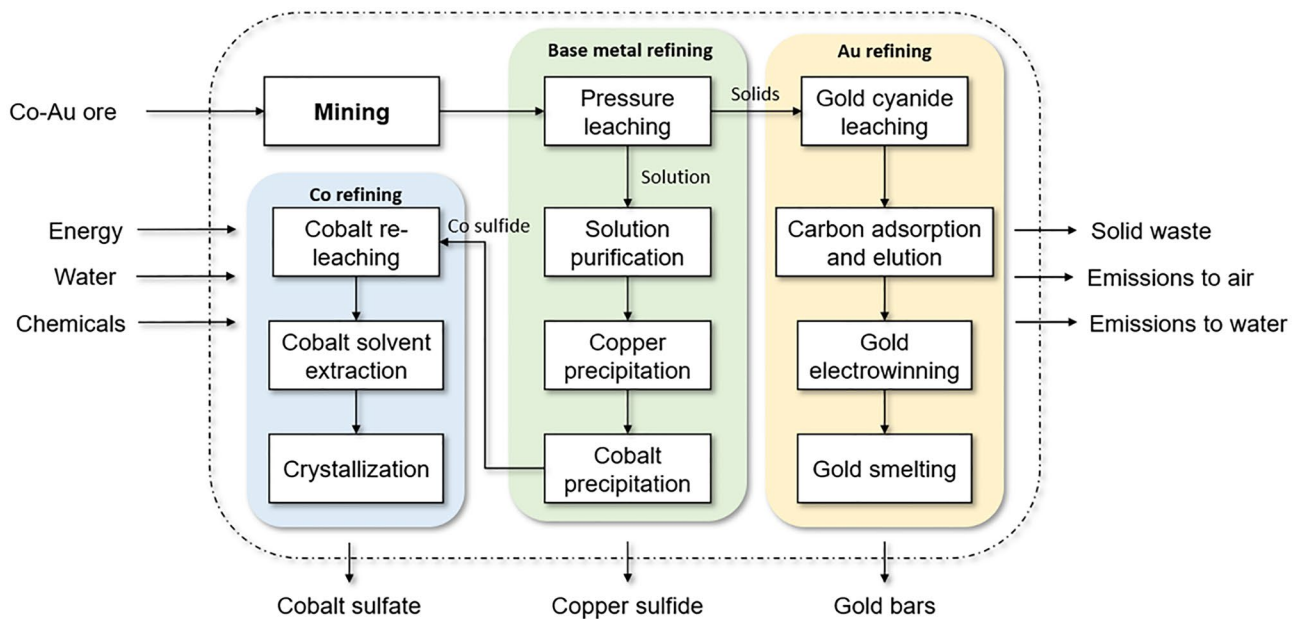 Base metal refining
Au refining
Co-Au ore
Mining
Pressure
leaching
Solids
Gold cyanide
leaching
Solution
Co refining
Energy
Water
Chemicals
Cobalt re-
leaching
Co sulfide
Solution
purification
Carbon adsorption
and elution
Solid waste
Emissions to air
Emissions to water
Cobalt solvent
extraction
Copper
precipitation
Gold
electrowinning
Crystallization
Cobalt
precipitation
Gold smelting
Cobalt sulfate
Copper sulfide
Gold bars